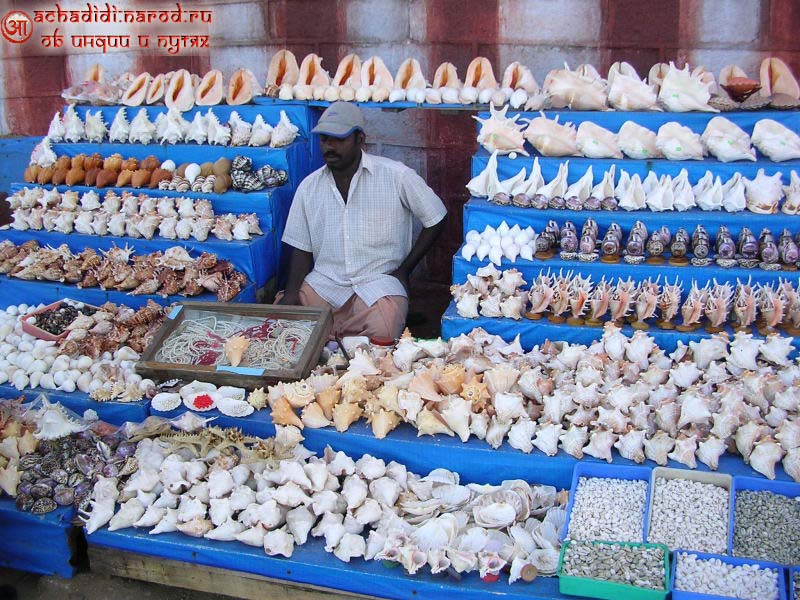 आ
achadidi.narod.ru
об индии и путях